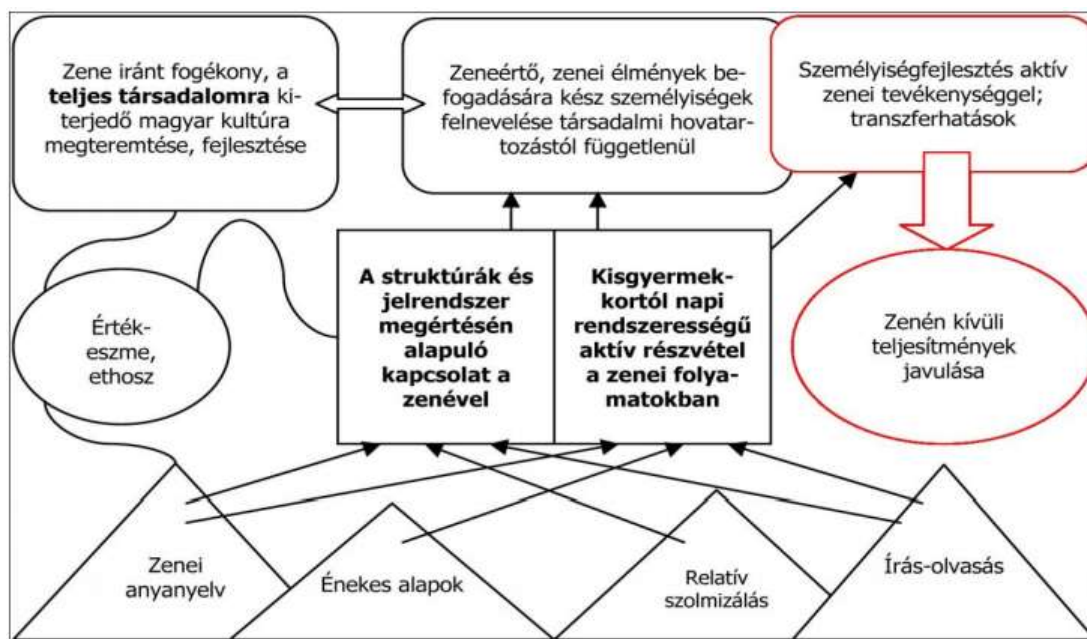 Zene iránt fogékony, a
teljes társadalomra ki-
terjedő magyar kultúra
megteremtése, fejlesztése
Zeneértő, zenei élmények be-
fogadására kész személyiségek
felnevelése társadalmi hovatar-
tozástól függetlenül
Személyiségfejlesztés aktív
zenei tevékenységgel;
transzferhatások
Érték-
eszme,
ethosz
A struktúrák és
jelrendszer
megértésén
alapuló
kapcsolat a
zenével
Kisgyermek-
kortól napi
rendszerességű
aktív részvétel
a zenei folya-
matokban
Zenén kívüli
teljesítmények
javulása
Zenei
anyanyelv
Énekes alapok
Relatív
szolmizálás
Írás-olvasás